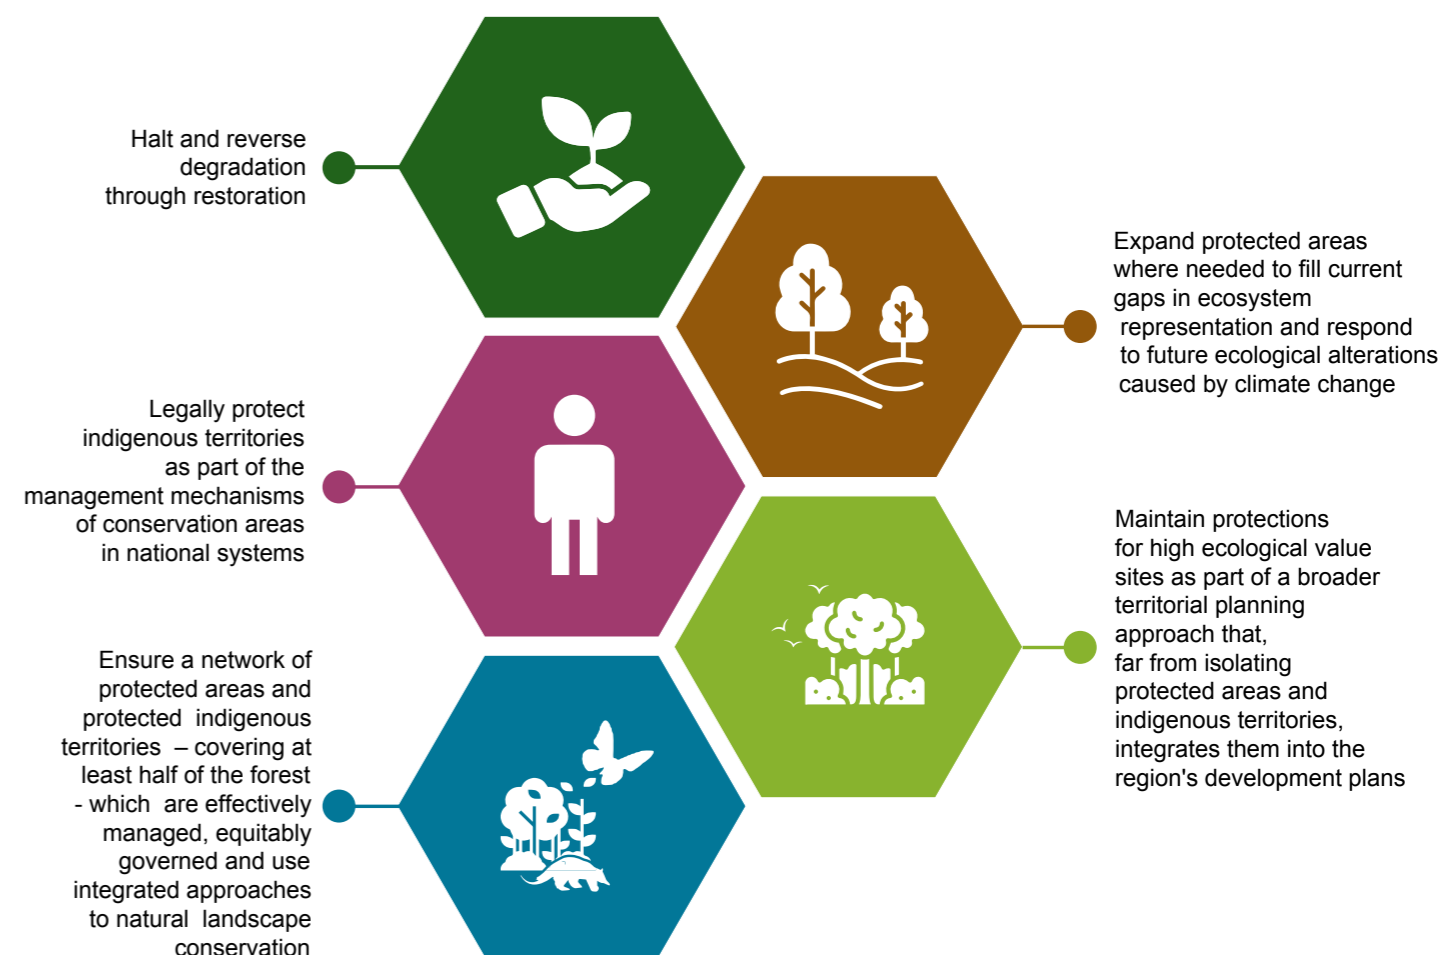 Halt and reverse
degradation
through restoration
Expand protected areas
where needed to fill current
gaps in ecosystem
representation and respond
to future ecological alterations
caused by climate change
Legally protect
indigenous territories
as part of the
management mechanisms
of conservation areas
in national systems
Maintain protections
for high ecological value
sites as part of a broader
territorial planning
approach that,
far from isolating
protected areas and
indigenous territories,
integrates them into the
region's development plans
Ensure a network of
protected areas and
protected indigenous
territories – covering at
least half of the forest
- which are effectively
managed, equitably
governed and use
integrated approaches
to natural landscape
conservation